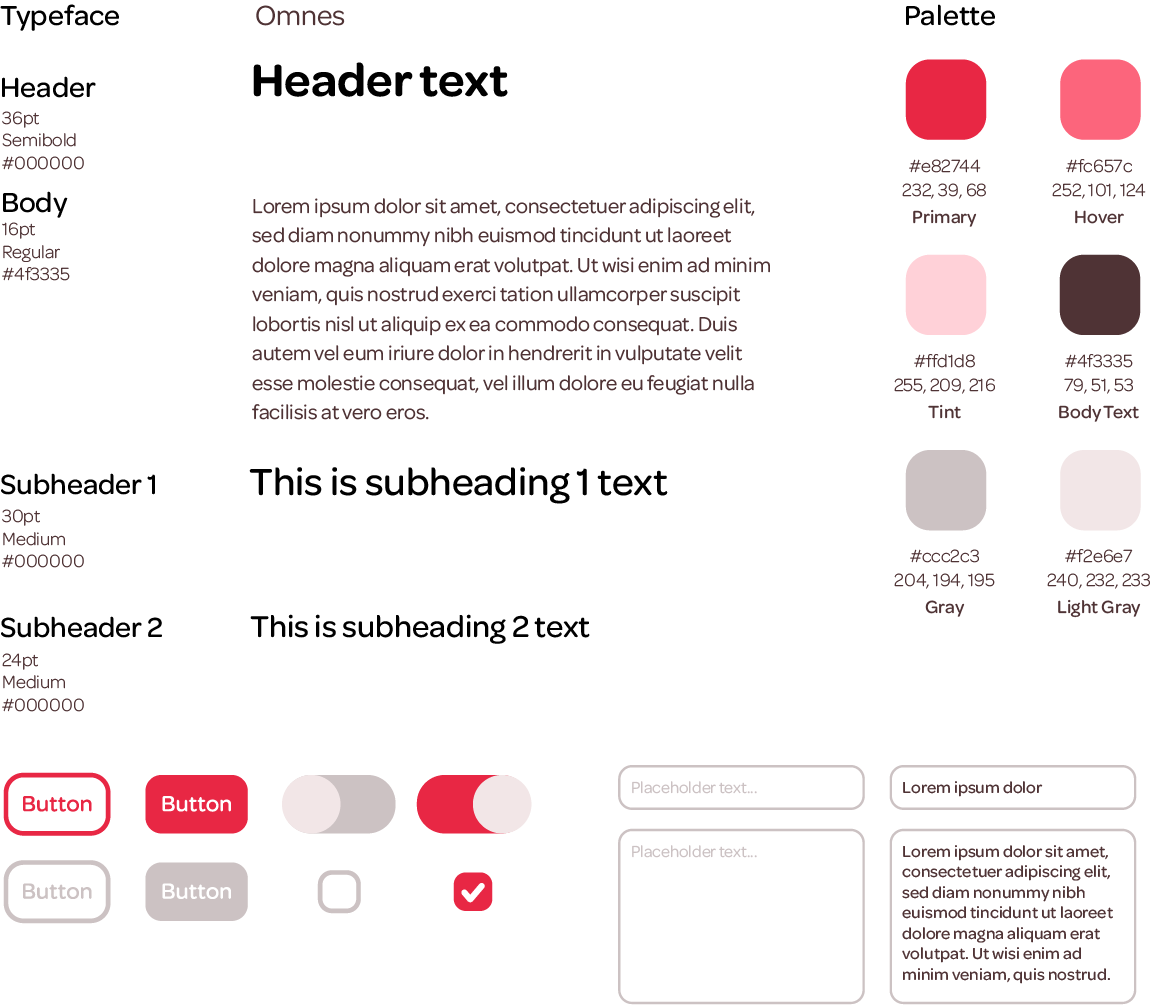 Typeface
Omnes
Palette
Header
36pt
Semibold
#000000
Header text
Body
16pt
Regular
#4f3335
Lorem ipsum dolor sit amet, consectetuer adipiscing elit,
sed diam nonummy nibh euismod tincidunt ut laoreet
dolore magna aliquam erat volutpat. Ut wisi enim ad minim
veniam, quis nostrud exerci tation ullamcorper suscipit
lobortis nisl ut aliquip ex ea commodo consequat. Duis
autem vel eum iriure dolor in hendrerit in vulputate velit
esse molestie consequat, vel illum dolore eu feugiat nulla
facilisis at vero eros.
Subheader 1
30pt
Medium
#000000
This is subheading 1 text
Subheader 2
24pt
Medium
#000000
This is subheading 2 text
#e82744
232, 39, 68
Primary
#fc657c
252, 101, 124
Hover
#ffd1d8
255, 209, 216
Tint
#4f3335
79, 51, 53
Body Text
#ccc2c3
204, 194, 195
Gray
#f2e6e7
240, 232, 233
Light Gray
Button
Button
Button
Button
Placeholder text...
Lorem ipsum dolor
Placeholder text...
Lorem ipsum dolor sit amet,
consectetuer adipiscing elit,
sed diam nonummy nibh
euismod tincidunt ut laoreet
dolore magna aliquam erat
volutpat. Ut wisi enim ad
minim veniam, quis nostrud.